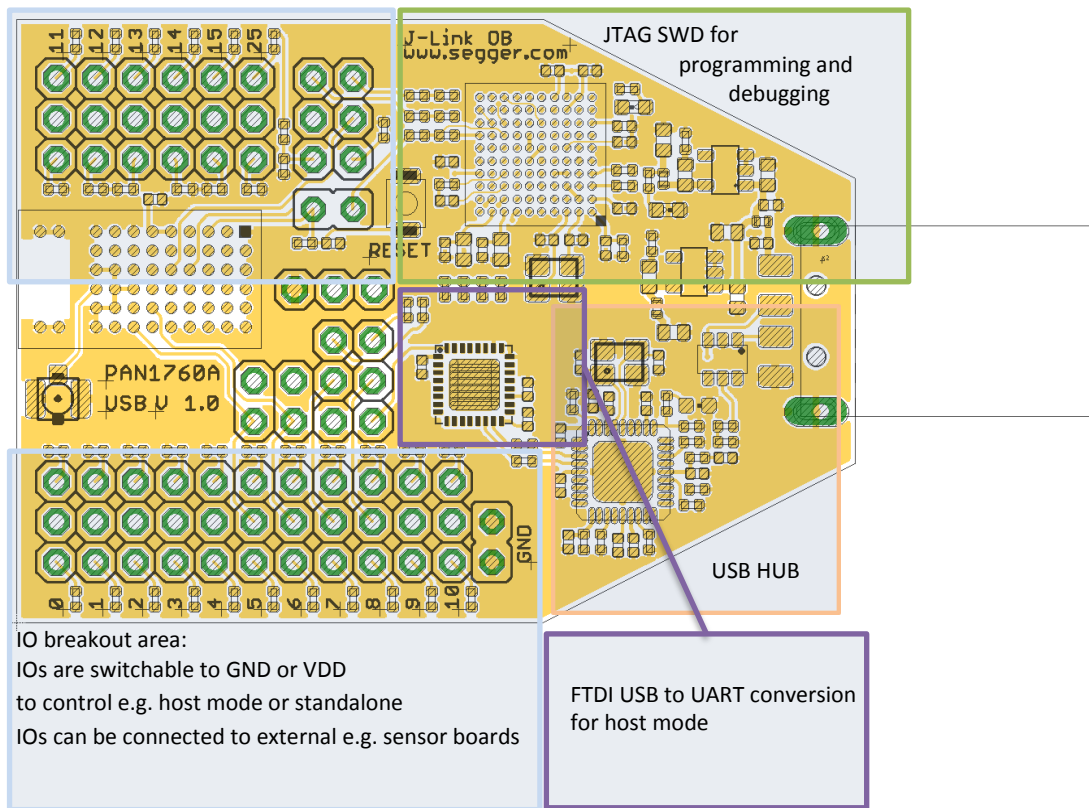 11 12 13 14 15 25
J-Link OB
www.segger.com
JTAG SWD for
programming and
debugging
RESET
PAN1760A
USB V 1.0
GND
0 1 2 3 4 5 6 7 8 9 10
USB HUB
IO breakout area:
IOs are switchable to GND or VDD
to control e.g. host mode or standalone
IOs can be connected to external e.g. sensor boards
FTDI USB to UART conversion
for host mode